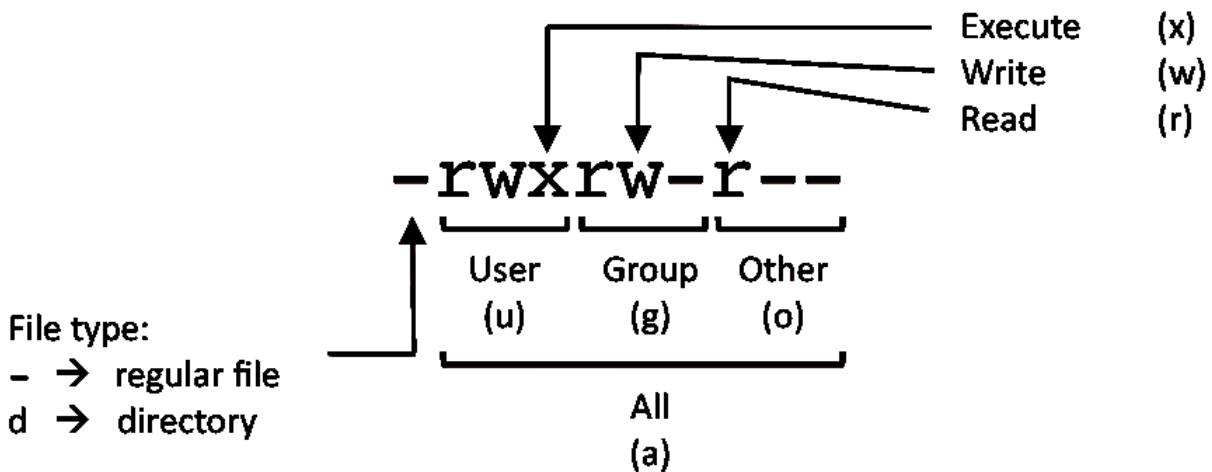 Execute (x)
Write (w)
Read (r)
-rwxrw-r--
User Group Other
(u) (g) (o)
File type:
- → regular file
d → directory
All
(a)